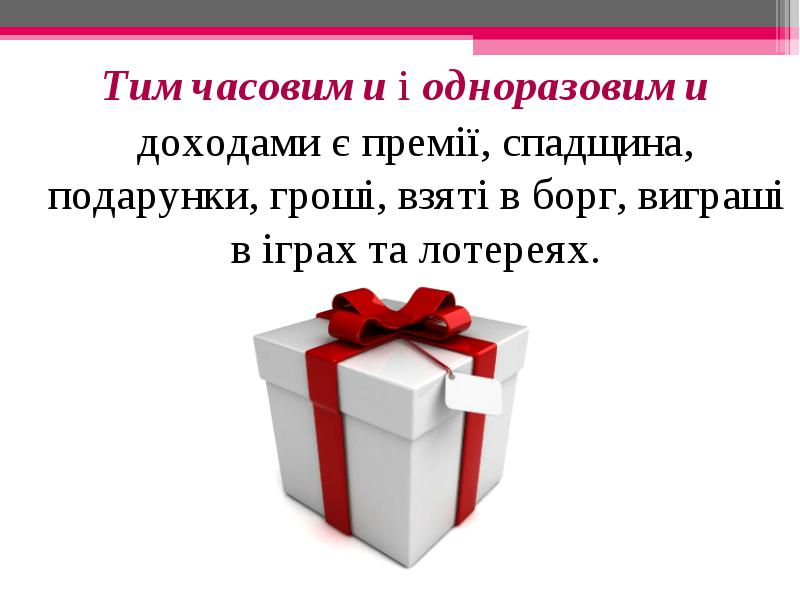 Тимчасовими і одноразовими
доходами є премії, спадщина,
подарунки, гроші, взяті в борг, виграші
в іграх та лотереях.